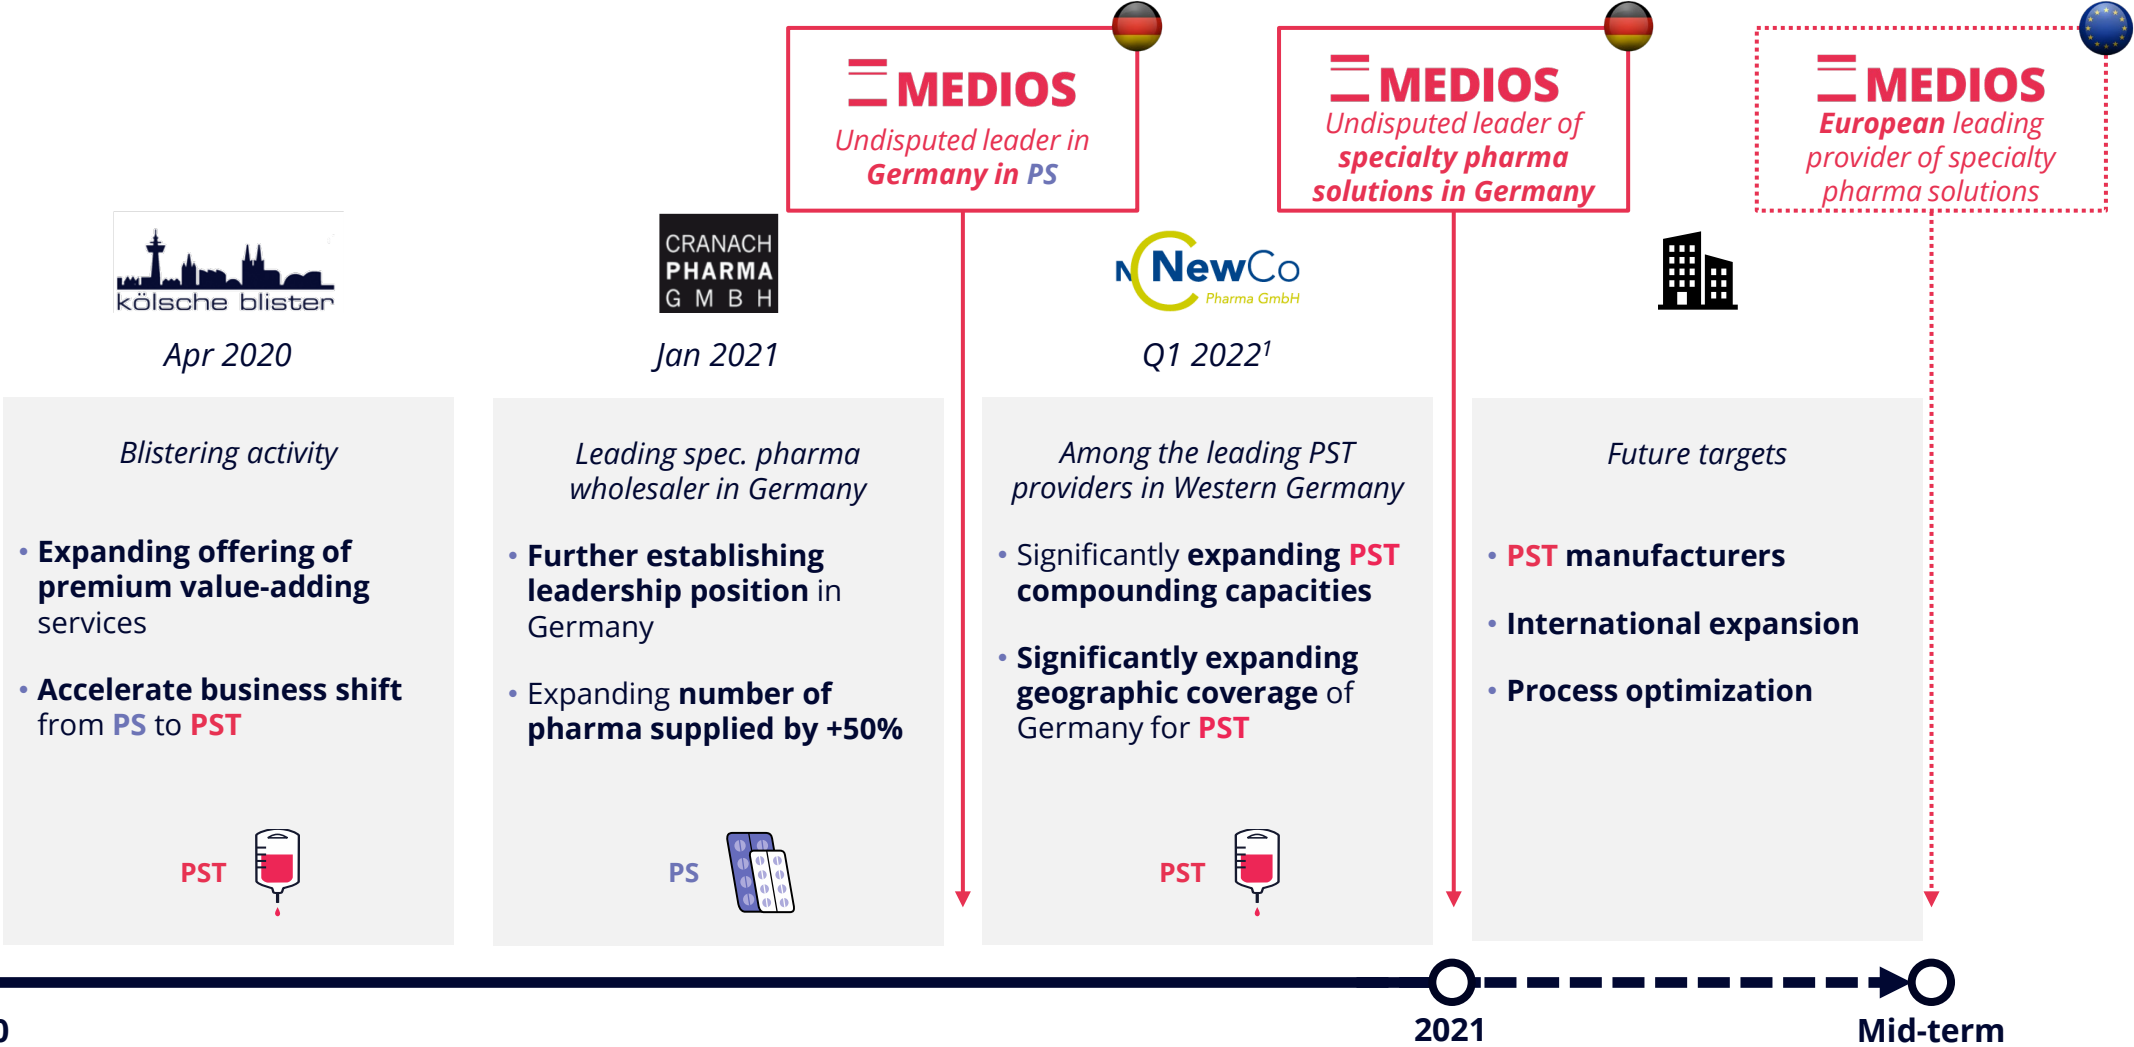 MEDIOS
Undisputed leader in
Germany in PS
MEDIOS
Undisputed leader of
specialty pharma
solutions in Germany
MEDIOS
European leading
provider of specialty
pharma solutions
kölsche blister
Apr 2020
CRANACH
PHARMA
GMBH
Jan 2021
N NewCo
Pharma GmbH
Q1 2022¹
Blistering activity
• Expanding offering of
premium value-adding
services
• Accelerate business shift
from PS to PST
PST
Leading spec. pharma
wholesaler in Germany
• Further establishing
leadership position in
Germany
• Expanding number of
pharma supplied by +50%
PS
Among the leading PST
providers in Western Germany
• Significantly expanding PST
compounding capacities
• Significantly expanding
geographic coverage of
Germany for PST
PST
Future targets
• PST manufacturers
• International expansion
• Process optimization
2021
Mid-term